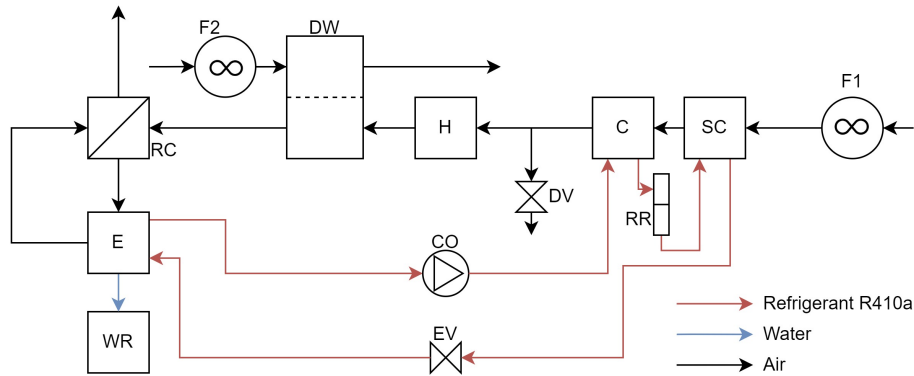 F2
DW
F1
H
C
SC
RC
DV
RR
E
CO
EV
WR
Refrigerant R410a
Water
Air